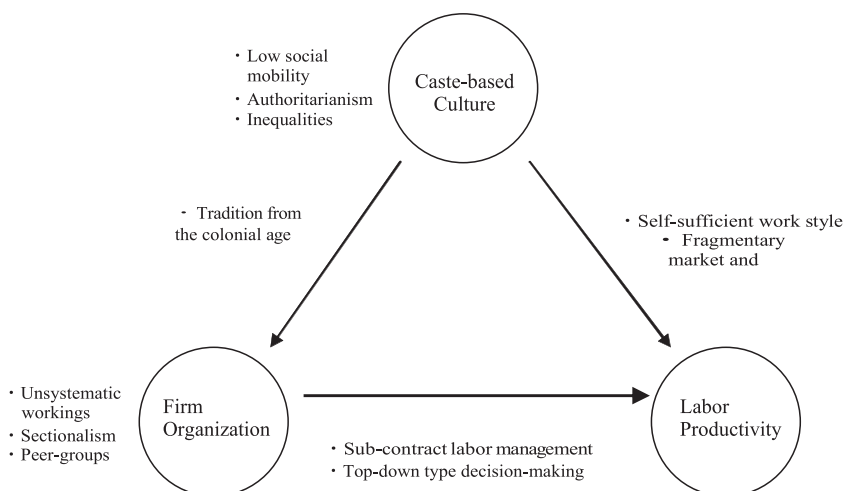 ・Low social
mobility
・Authoritarianism
・Inequalities
Caste-based
Culture
・ Tradition from
the colonial age
・Self-sufficient work style
・ Fragmentary
market and
・Unsystematic
workings
・Sectionalism
・Peer-groups
Firm
Organization
・Sub-contract labor management
・Top-down type decision-making
Labor
Productivity